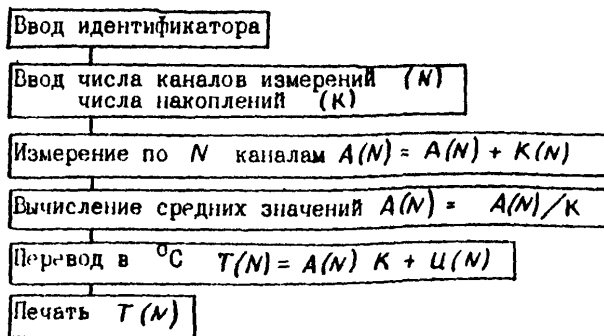 Ввод идентификатора
Ввод числа каналов измерений (N)
числа накоплений (K)
Измерение по N каналам A(N) = A(N) + K(N)
Вычисление средних значений A(N) = A(N)/K
Перевод в °C T(N) = A(N) K + U(N)
Печать T(N)